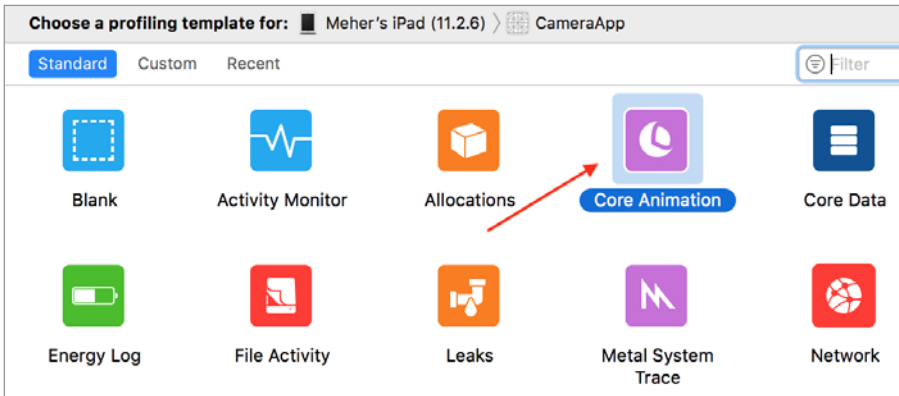 Choose a profiling template for: Meher's iPad (11.2.6) 〉 CameraApp
Standard Custom Recent Filter
Blank Activity Monitor Allocations Core Animation Core Data
Energy Log File Activity Leaks Metal System Trace Network